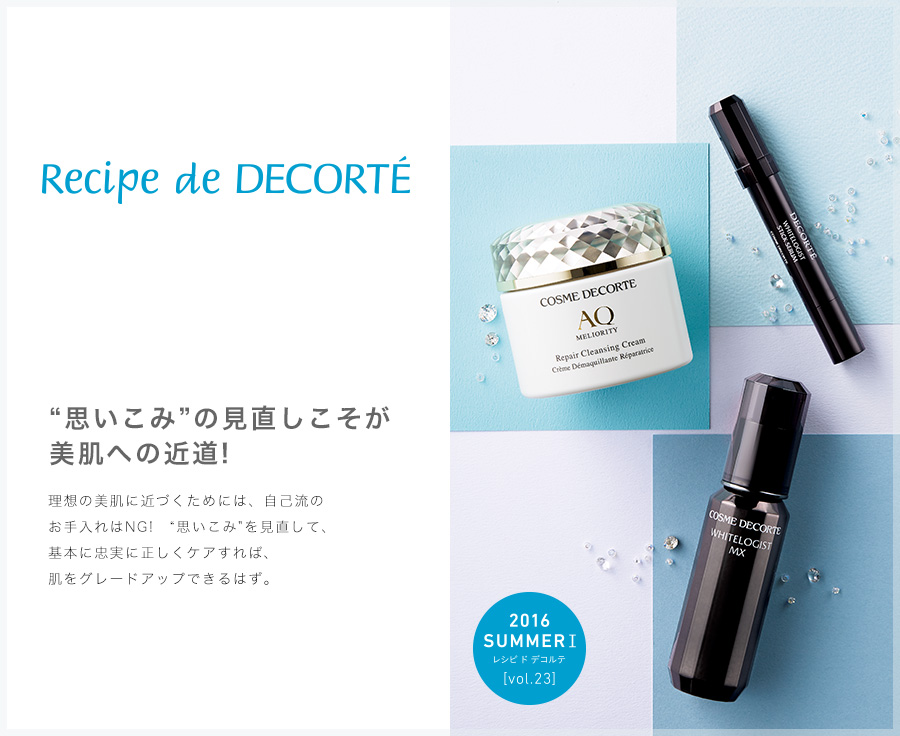 Recipe de DECORTÉ
“思いこみ”の見直しこそが
美肌への近道!
理想の美肌に近づくためには、自己流の
お手入れはNG! “思いこみ”を見直して、
基本に忠実に正しくケアすれば、
肌をグレードアップできるはず。
COSME DECORTE
AQ
MELIORITY
Repair Cleansing Cream
Crème Démaquillante Réparatrice
DECORTÉ
WHITELOGIST
STICK SERUM
COSME DECORTE
WHITELOGIST
MX
2016
SUMMER I
レシピ ド デコルテ
[vol.23]